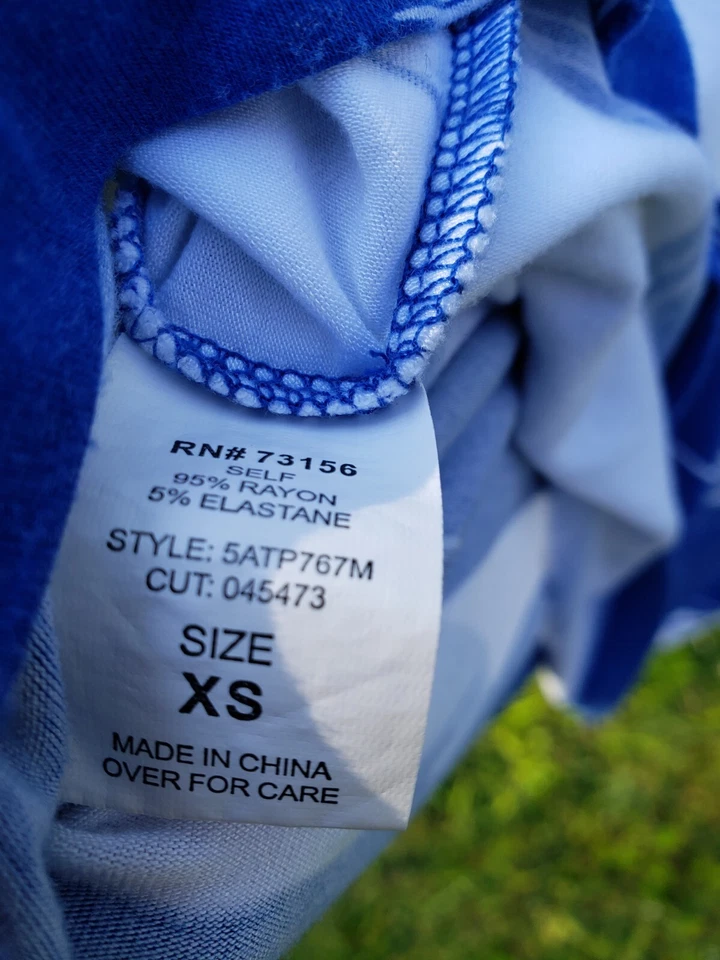 RN# 73156
SELF
95% RAYON
5% ELASTANE
STYLE: 5ATP767M
CUT: 045473
SIZE
XS
MADE IN CHINA
OVER FOR CARE